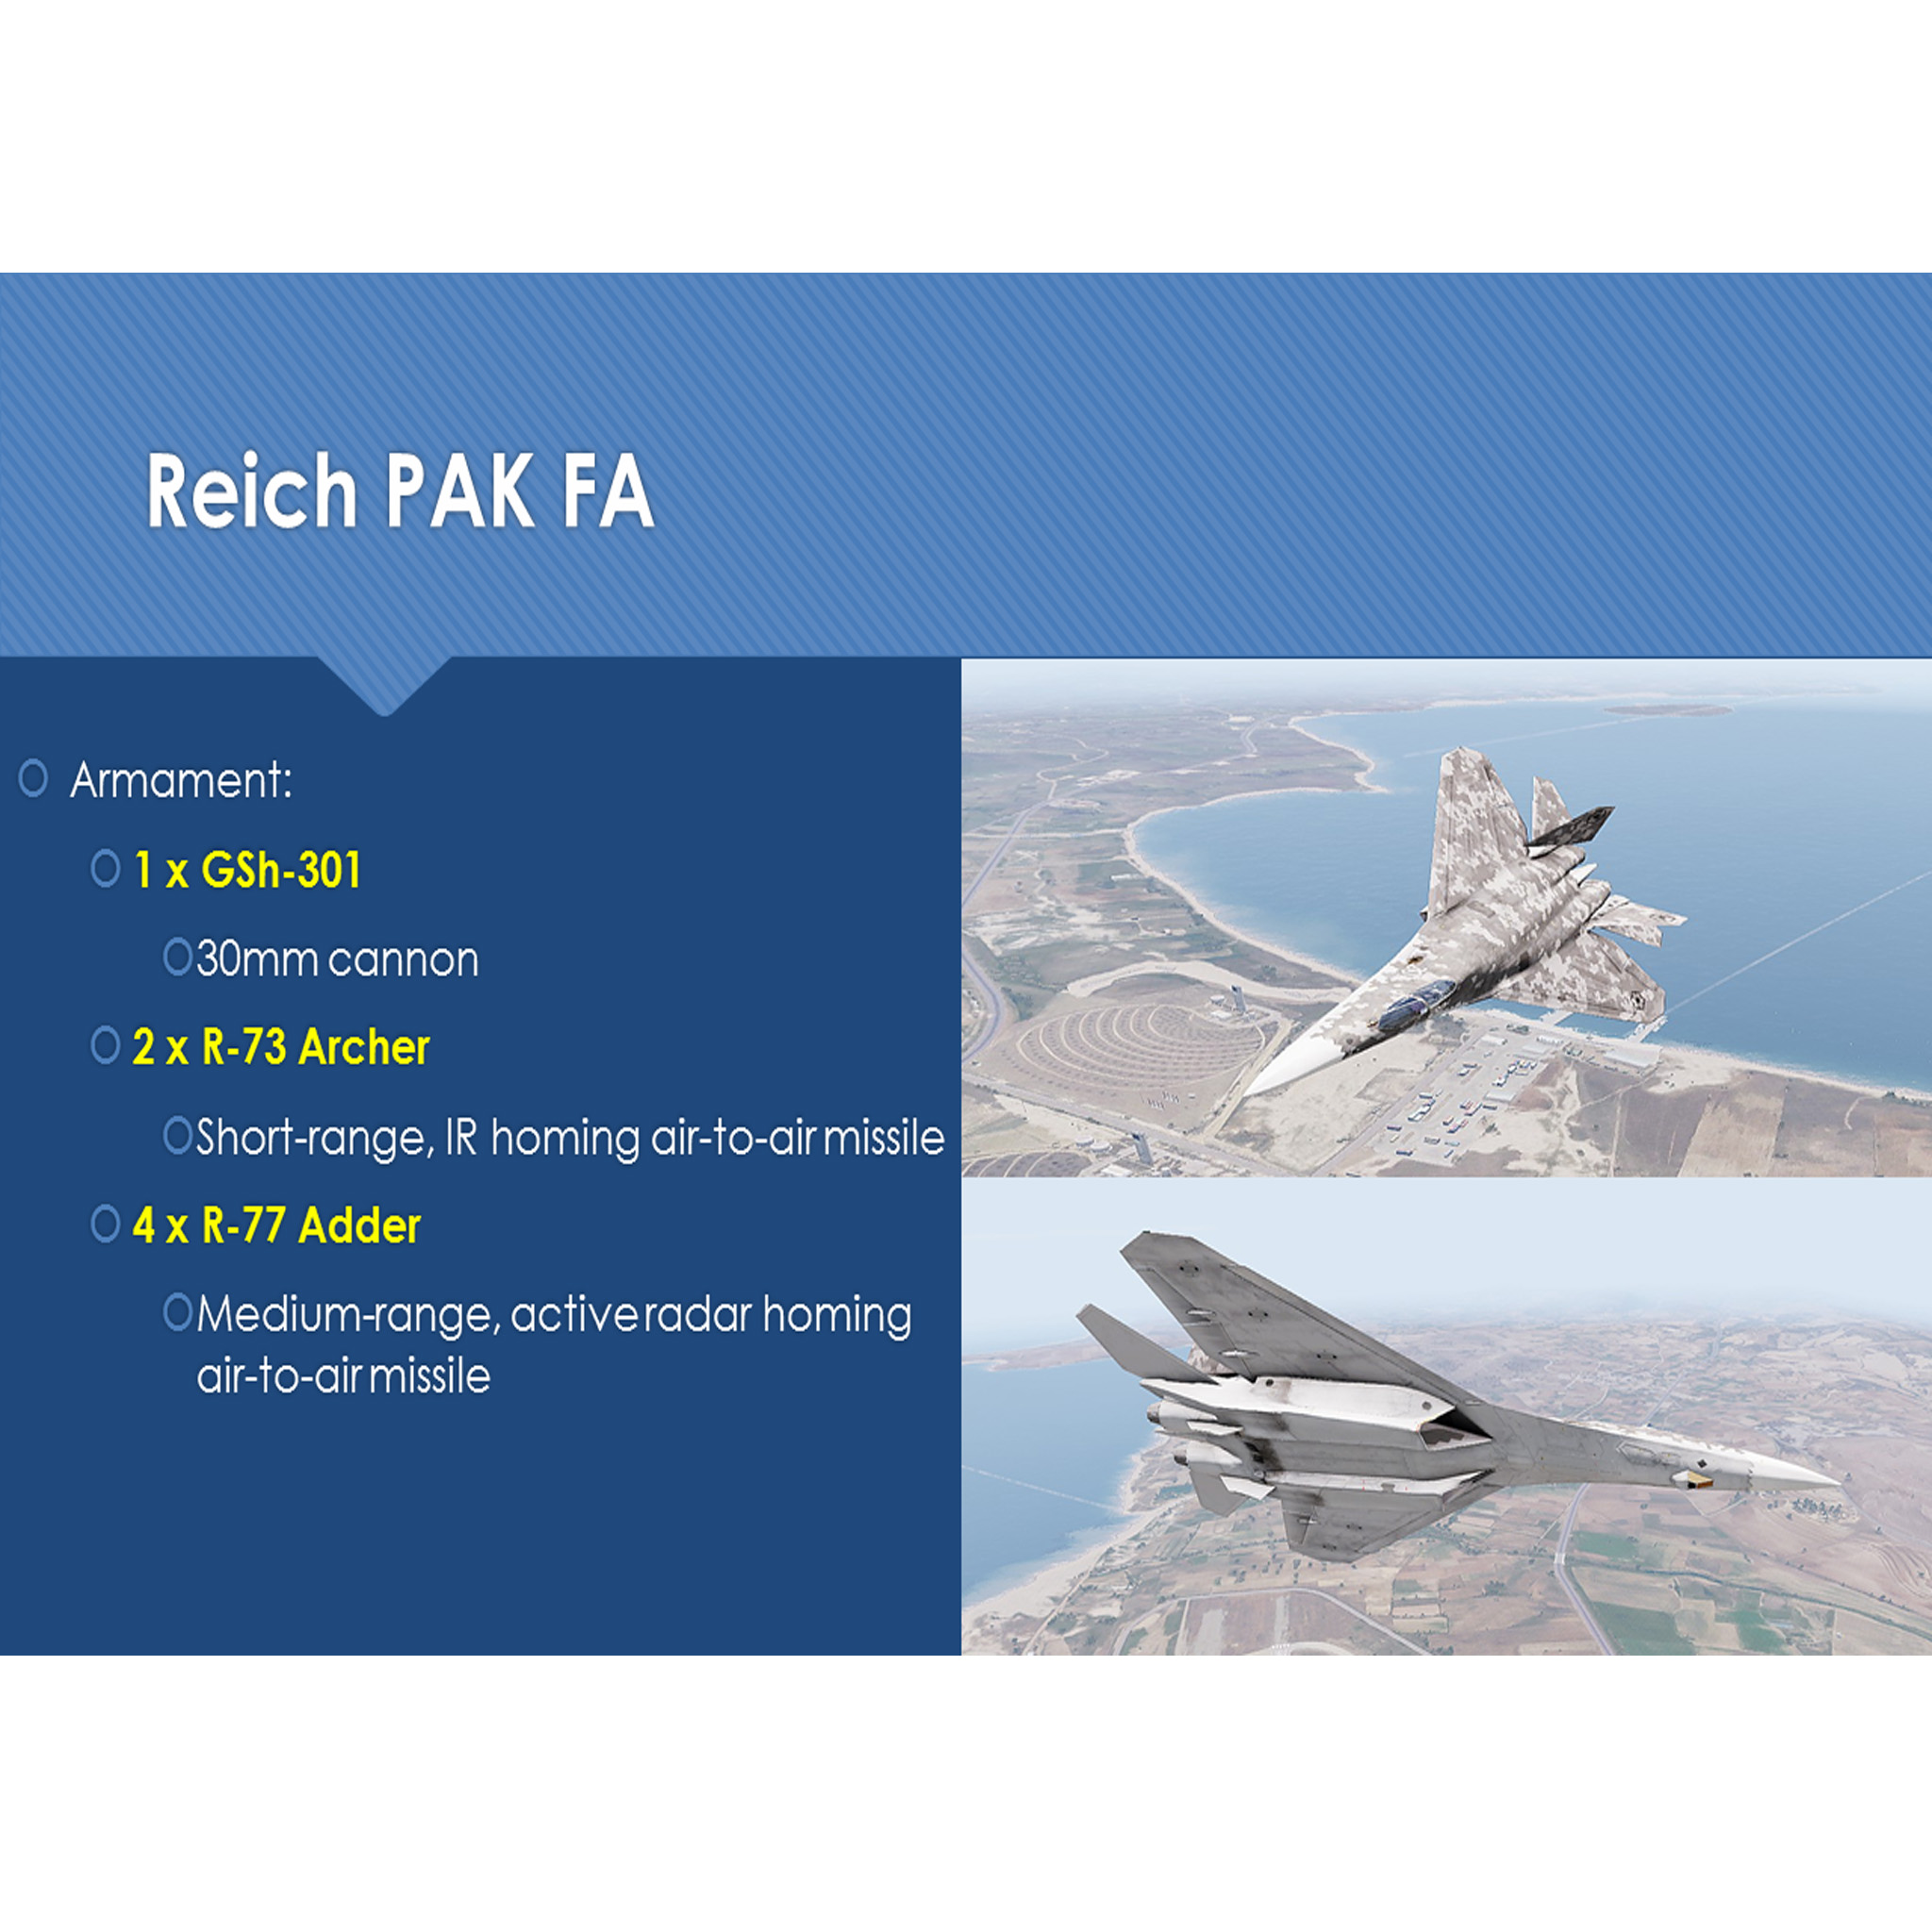 Reich PAK FA
Armament:
1 x GSh-301
30mm cannon
2 x R-73 Archer
Short-range, IR homing air-to-air missile
4 x R-77 Adder
Medium-range, active radar homing
air-to-air missile